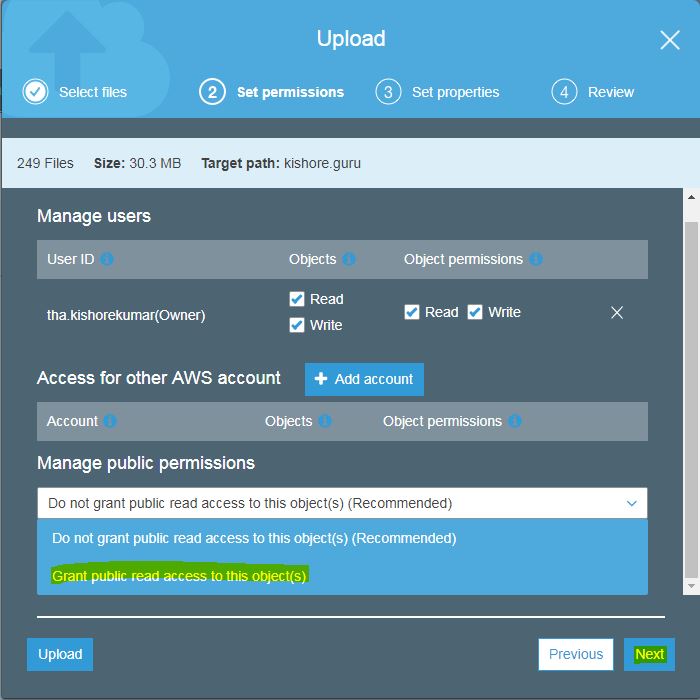 Upload
Select files
2 Set permissions
3 Set properties
4 Review
249 Files Size: 30.3 MB Target path: kishore.guru
Manage users
User ID Objects Object permissions
Read
tha.kishorekumar(Owner) Read Write
Write
Access for other AWS account + Add account
Account Objects Object permissions
Manage public permissions
Do not grant public read access to this object(s) (Recommended)
Do not grant public read access to this object(s) (Recommended)
Grant public read access to this object(s)
Upload Previous Next